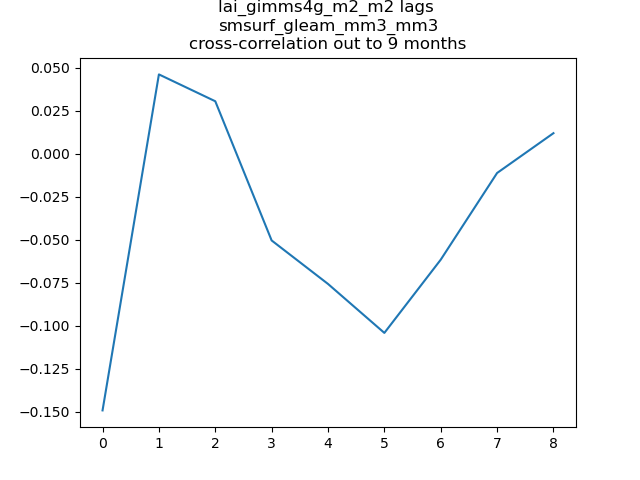 lai_gimms4g_m2_m2 lags
smsurf_gleam_mm3_mm3
cross-correlation out to 9 months
0.050
0.025
0.000
−0.025
−0.050
−0.075
−0.100
−0.125
−0.150
0 1 2 3 4 5 6 7 8